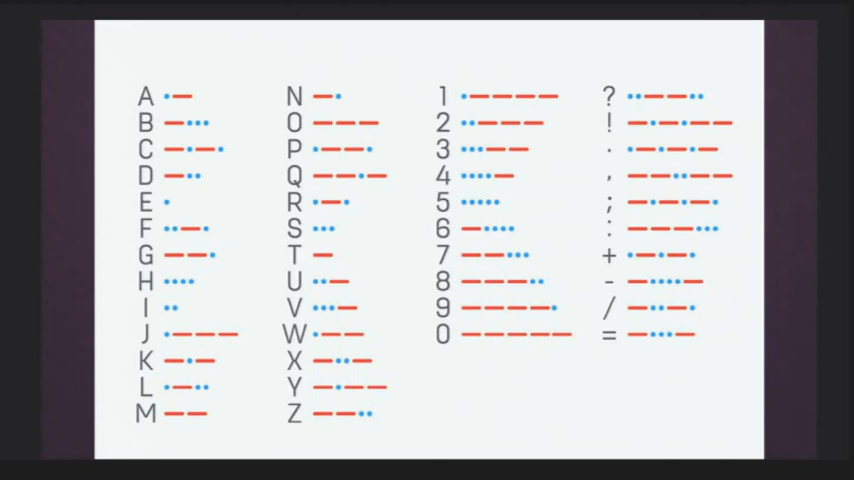 A ·— N —· 1 ·———— ? ··——··
B —··· O ——— 2 ··——— ! —·—·——
C —·—· P ·——· 3 ···—— . ·—·—·—
D —·· Q ——·— 4 ····— , ——··——
E · R ·—· 5 ····· ; —·—·—·
F ··—· S ··· 6 —···· : ———···
G ——· T — 7 ——··· + ·—·—·
H ···· U ··— 8 ———·· - —····—
I ·· V ···— 9 ————· / —··—·
J ·——— W ·—— 0 ————— = —···—
K —·— X —··—
L ·—·· Y —·——
M —— Z ——··